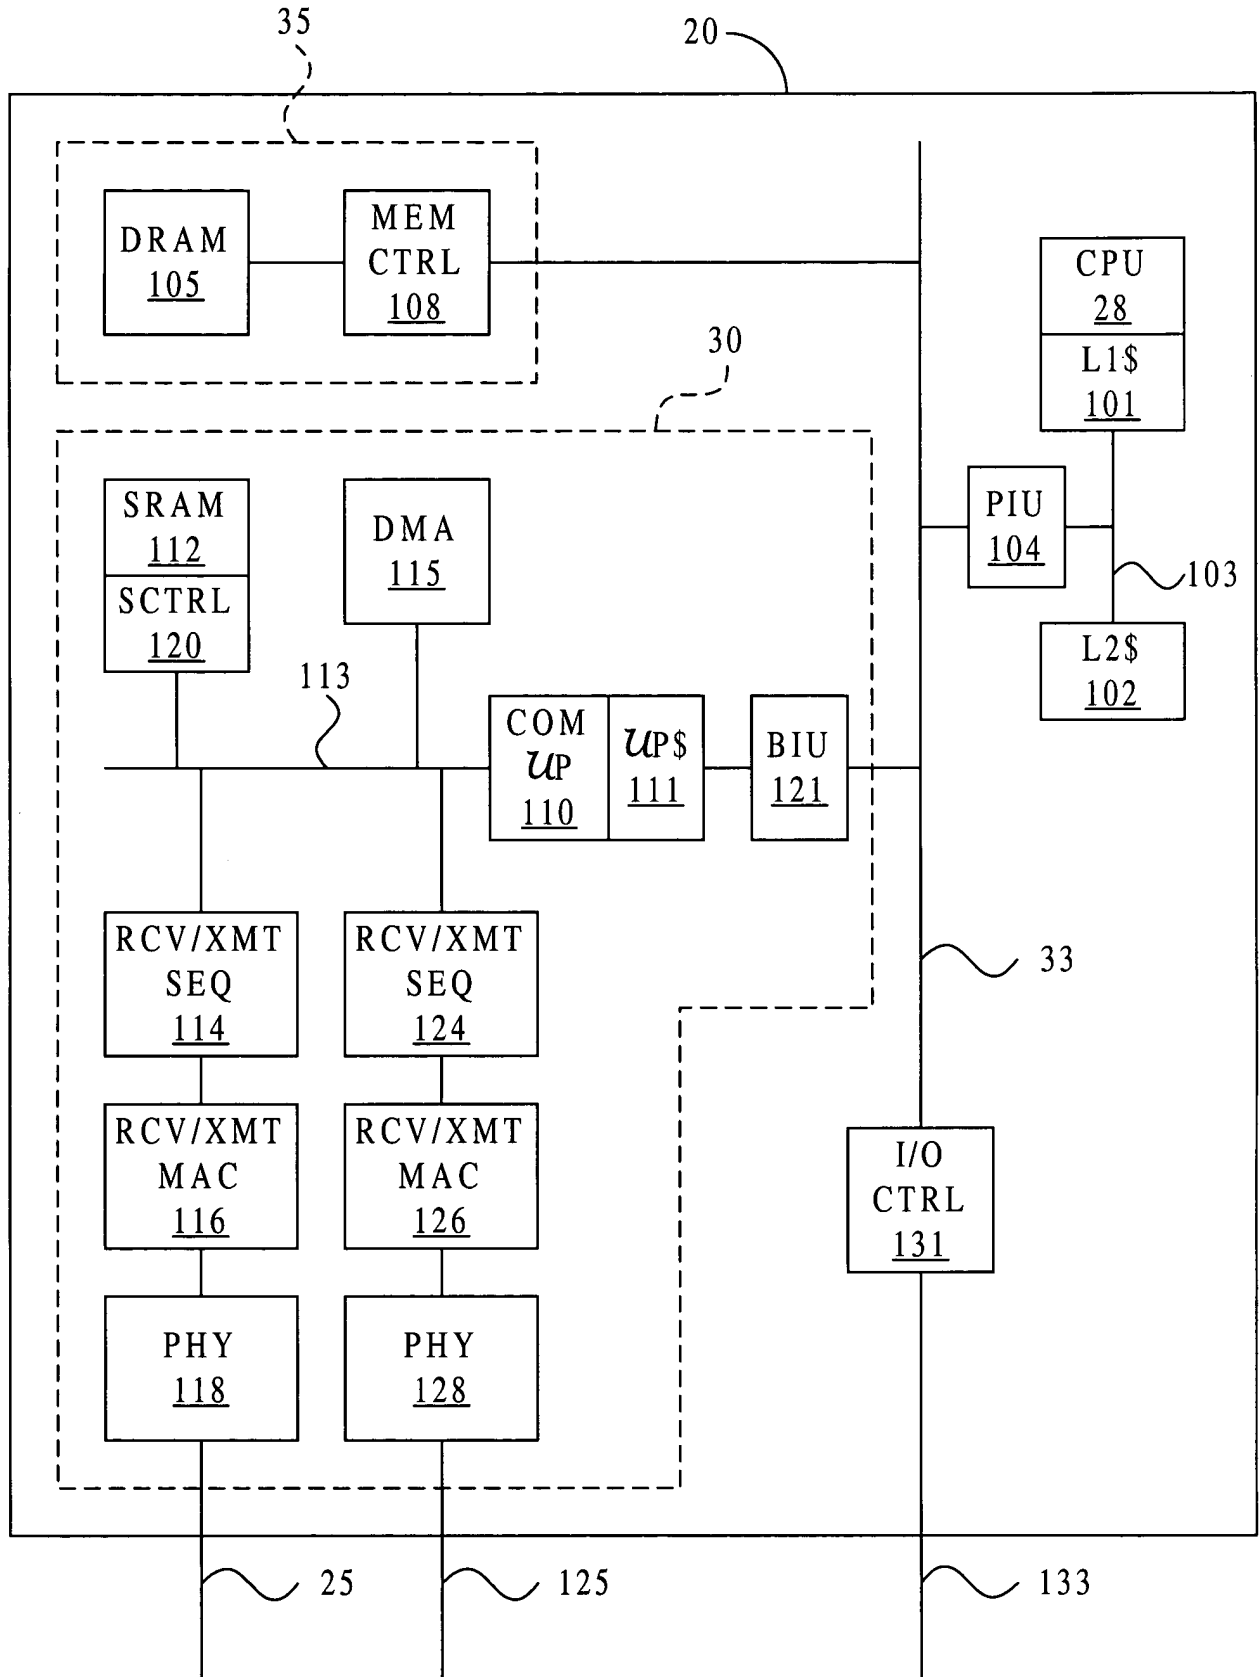 35
20
DRAM
105
MEM
CTRL
108
CPU
28
L1$
101
30
SRAM
112
SCTRL
120
DMA
115
PIU
104
103
L2$
102
113
COM
UP
110
UP$
111
BIU
121
RCV/XMT
SEQ
114
RCV/XMT
SEQ
124
33
RCV/XMT
MAC
116
RCV/XMT
MAC
126
I/O
CTRL
131
PHY
118
PHY
128
25
125
133